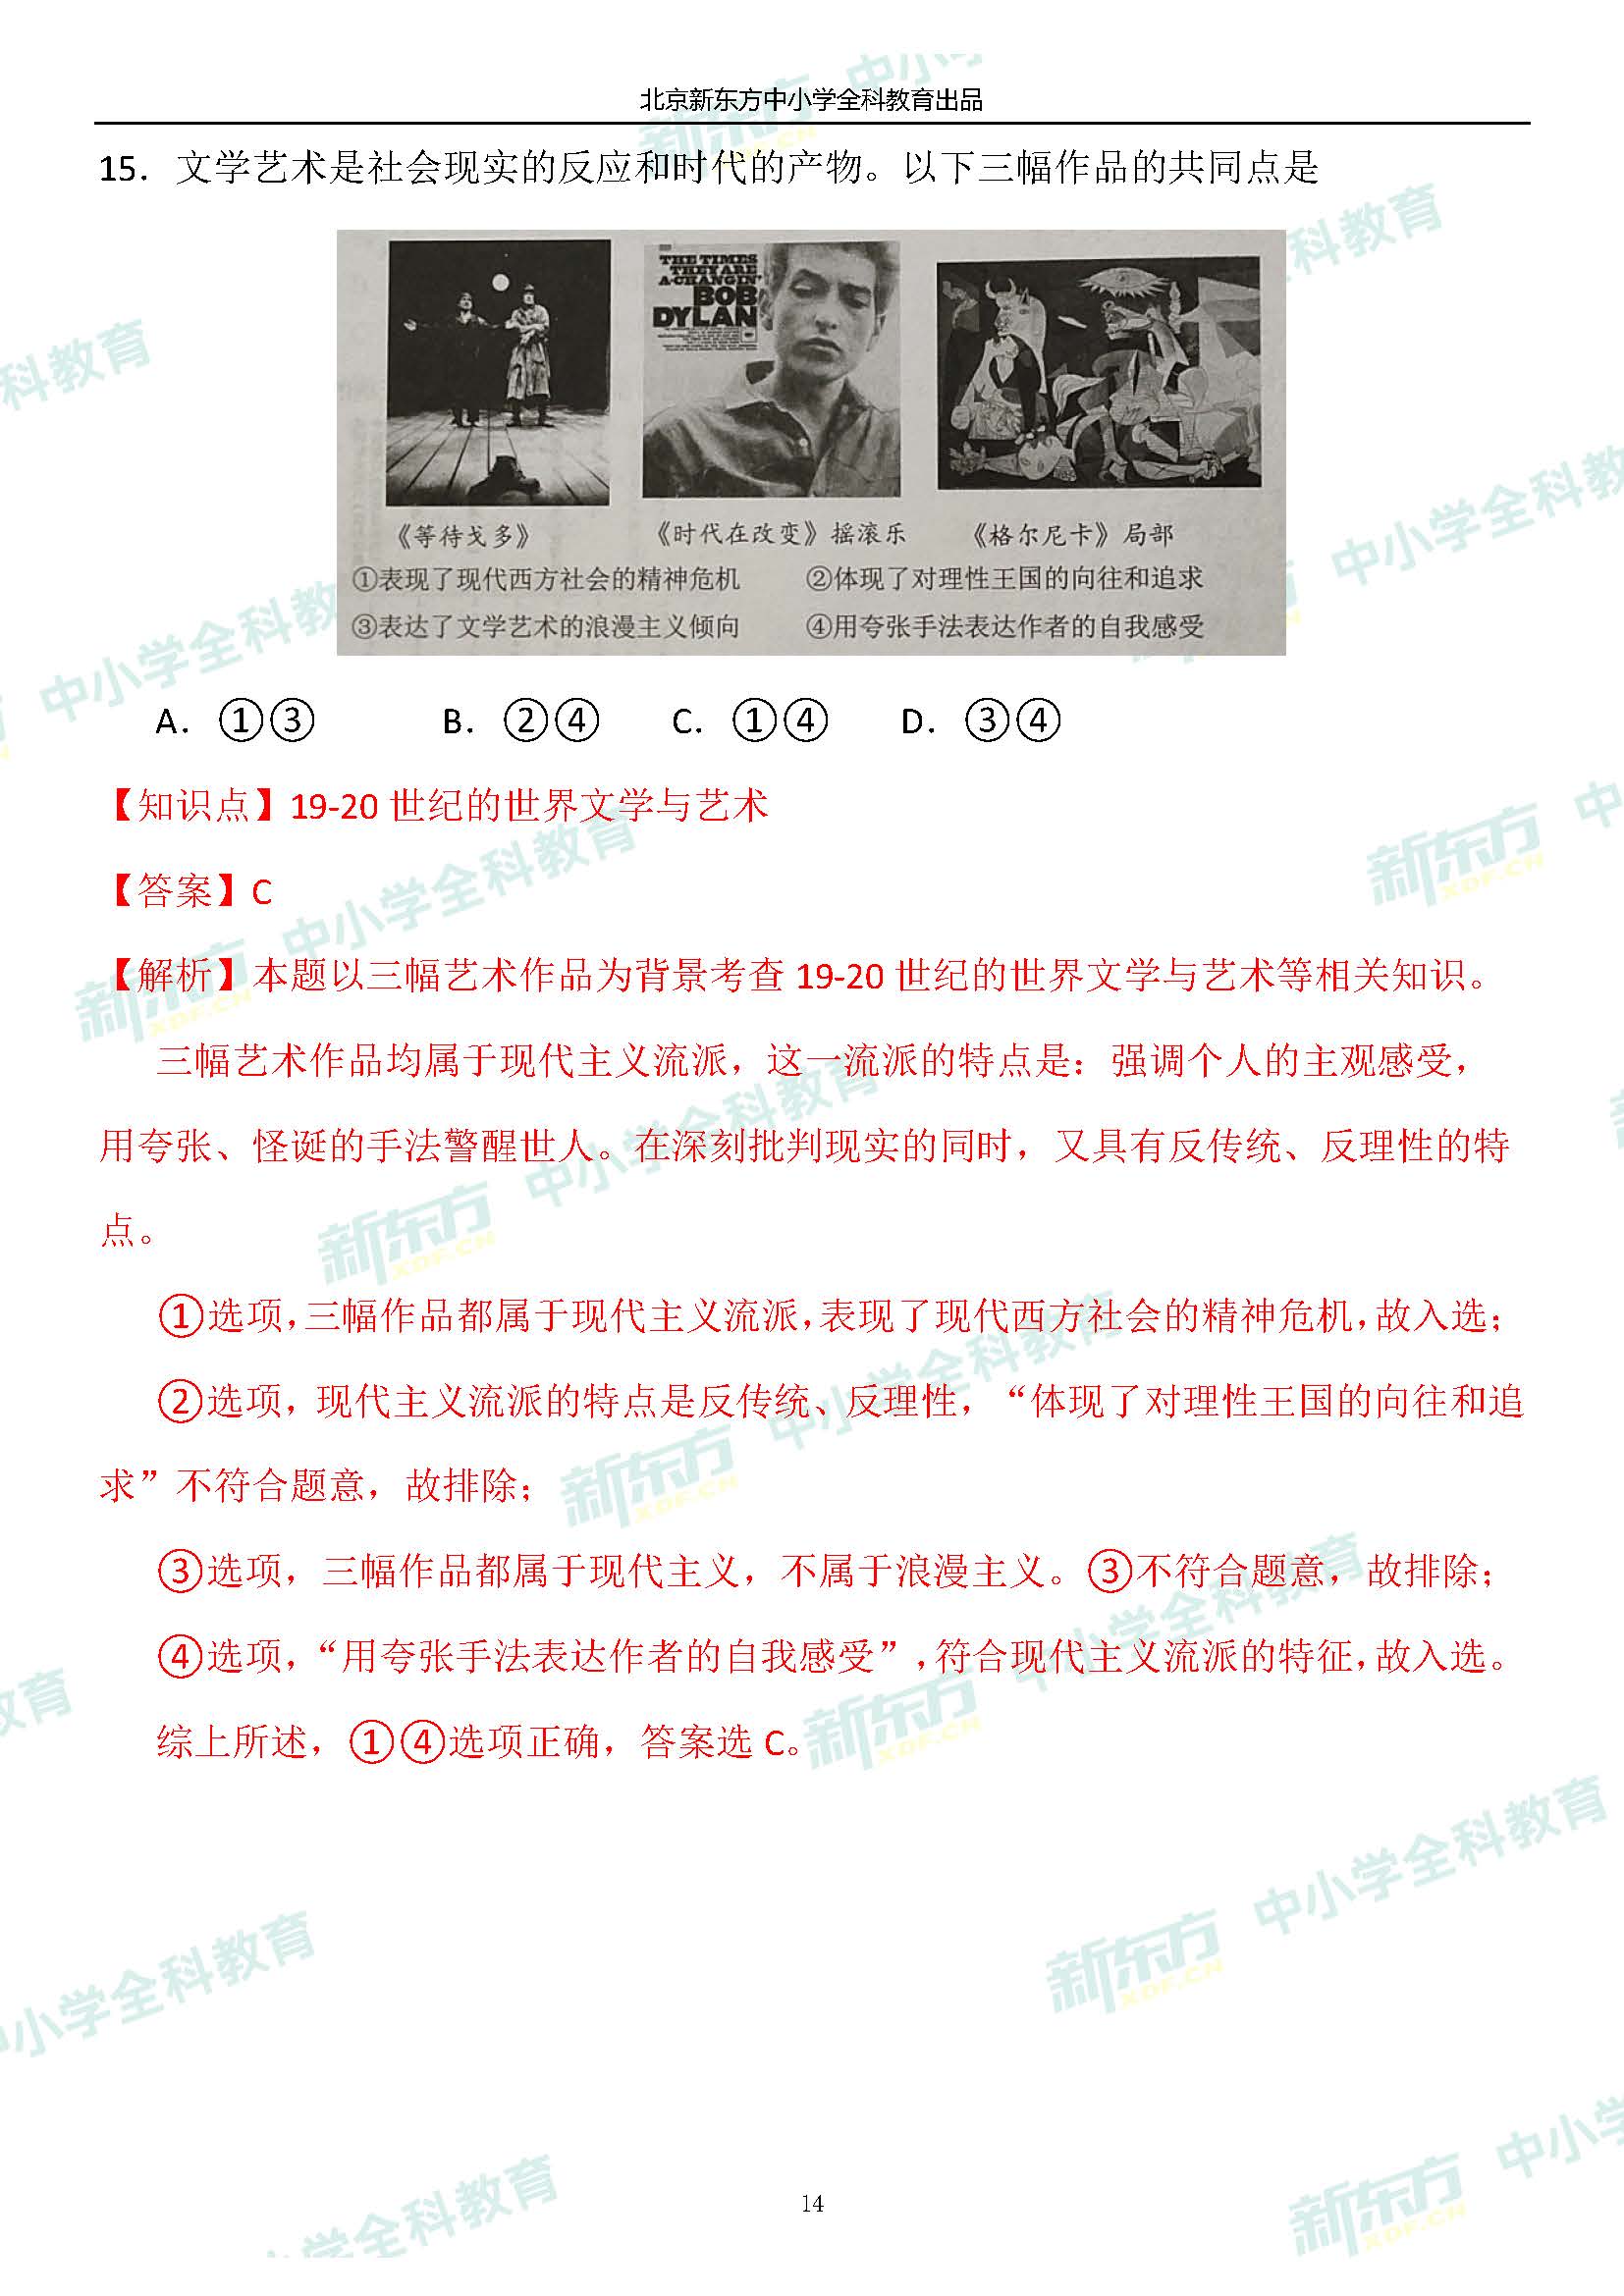 北京新东方中小学全科教育出品
15. 文学艺术是社会现实的反应和时代的产物。以下三幅作品的共同点是
THE TIMES
THEY ARE
A-CHANGIN'
BOB
DYLAN
《等待戈多》 《时代在改变》摇滚乐 《格尔尼卡》局部
①表现了现代西方社会的精神危机 ②体现了对理性王国的向往和追求
③表达了文学艺术的浪漫主义倾向 ④用夸张手法表达作者的自我感受
A. ①③ B. ②④ C. ①④ D. ③④
【知识点】19-20 世纪的世界文学与艺术
【答案】C
【解析】本题以三幅艺术作品为背景考查 19-20 世纪的世界文学与艺术等相关知识。
三幅艺术作品均属于现代主义流派，这一流派的特点是：强调个人的主观感受，
用夸张、怪诞的手法警醒世人。在深刻批判现实的同时，又具有反传统、反理性的特
点。
①选项，三幅作品都属于现代主义流派，表现了现代西方社会的精神危机，故入选；
②选项，现代主义流派的特点是反传统、反理性，“体现了对理性王国的向往和追
求”不符合题意，故排除；
③选项，三幅作品都属于现代主义，不属于浪漫主义。③不符合题意，故排除；
④选项，“用夸张手法表达作者的自我感受”，符合现代主义流派的特征，故入选。
综上所述，①④选项正确，答案选 C。
14
新东方 XDF.CN 中小学全科教育